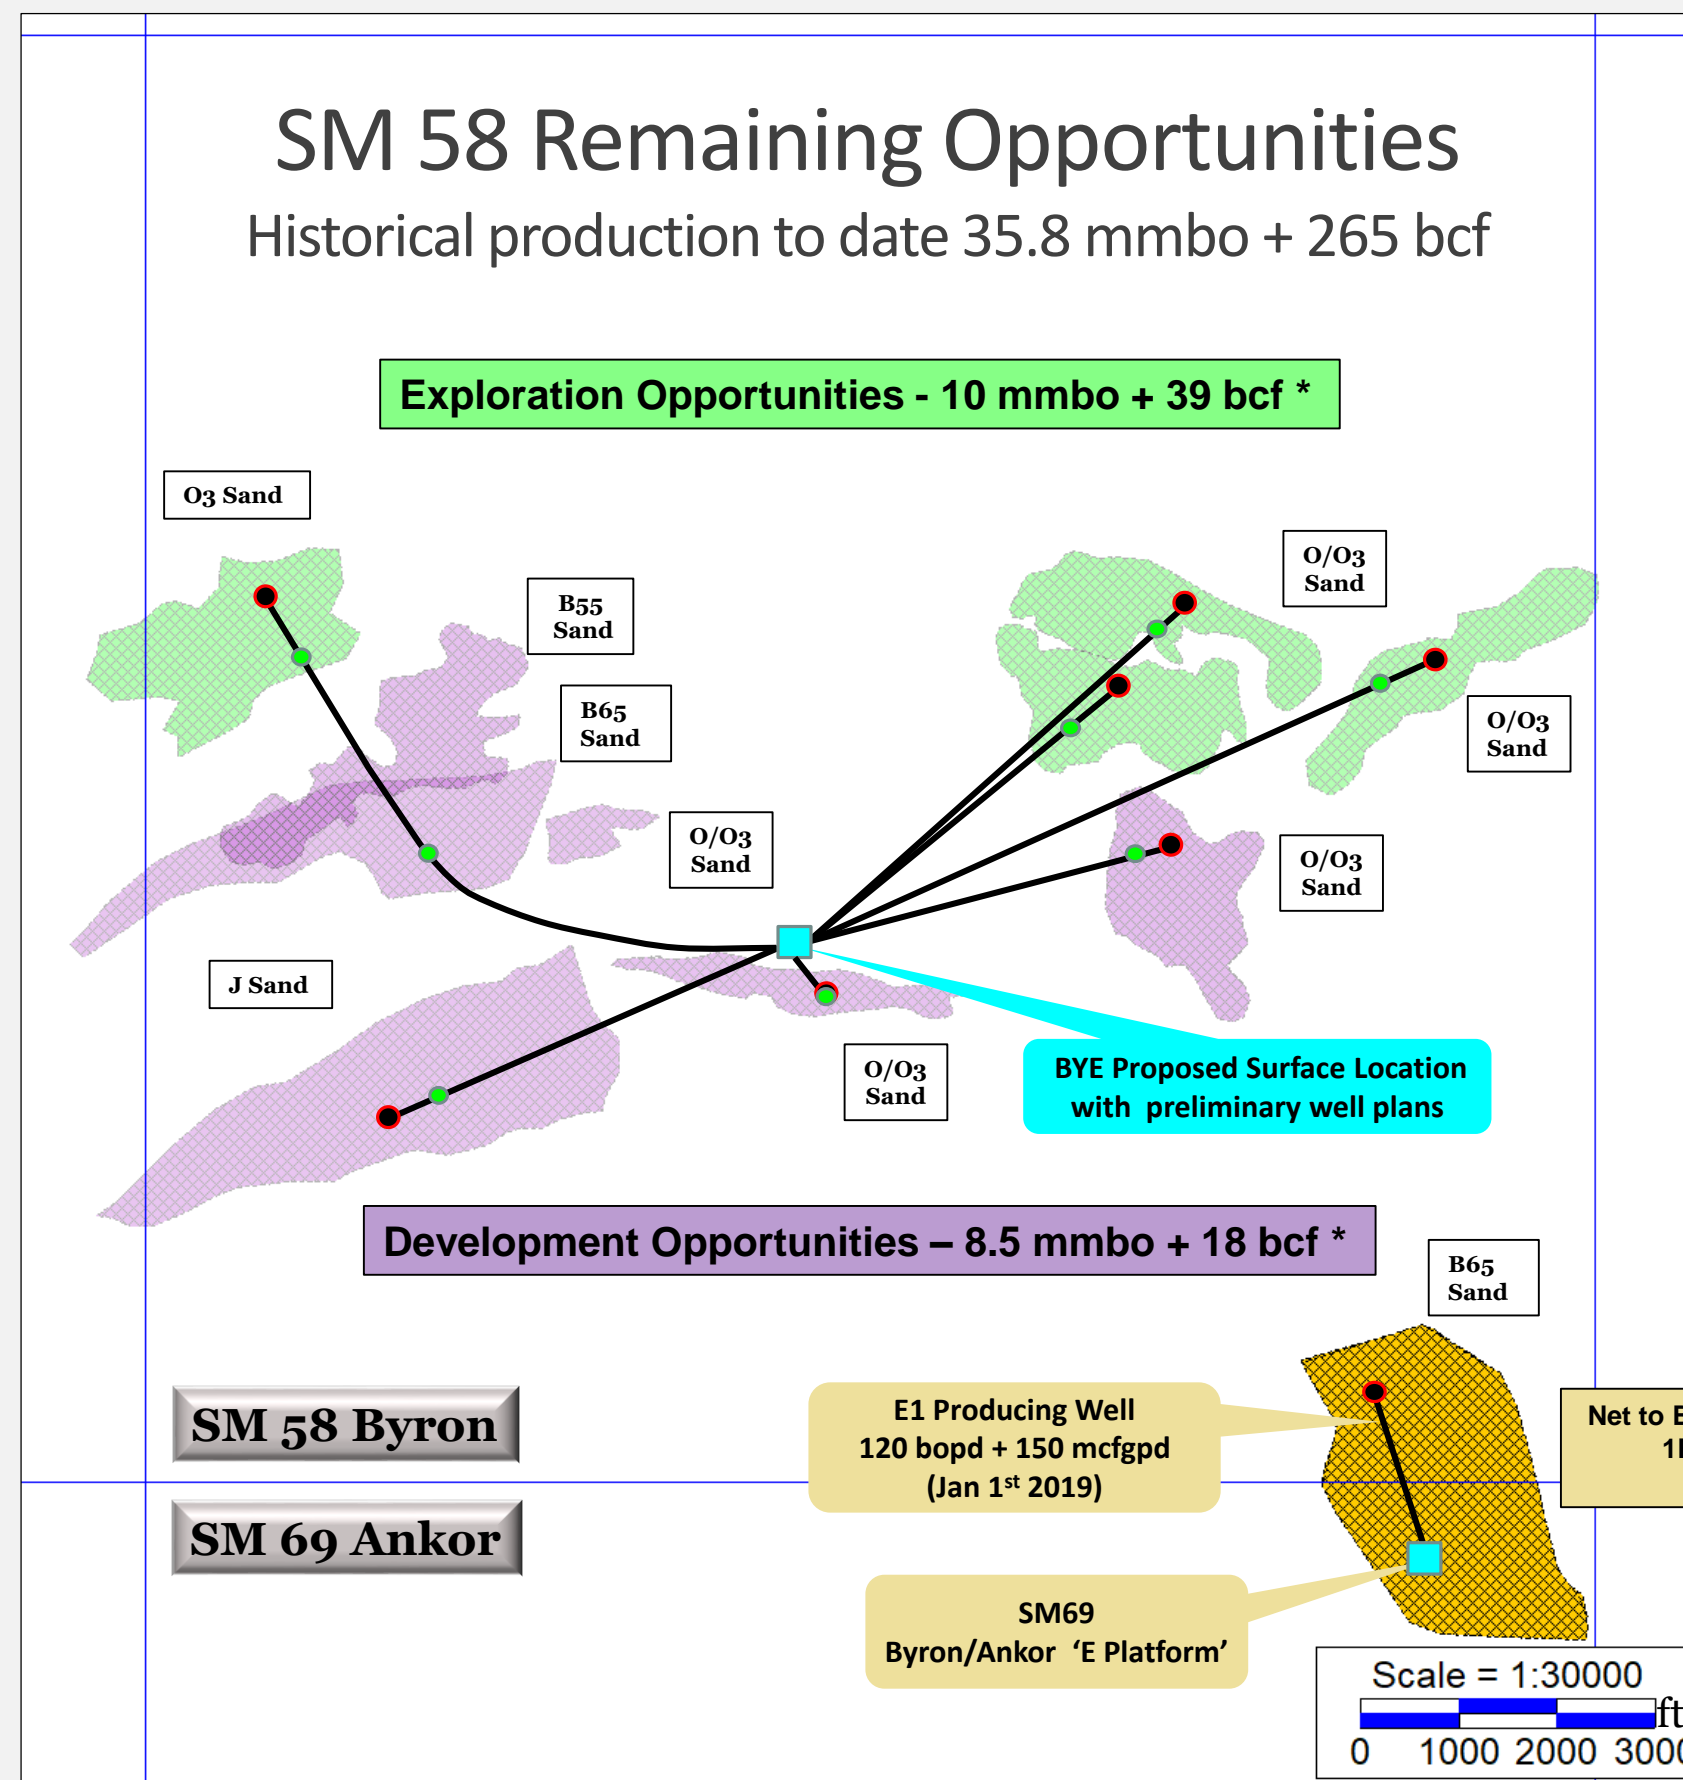 SM 58 Remaining Opportunities
Historical production to date 35.8 mmbo + 265 bcf
Exploration Opportunities - 10 mmbo + 39 bcf *
O3 Sand
O/O3
Sand
B55
Sand
B65
Sand
O/O3
Sand
O/O3
Sand
O/O3
Sand
J Sand
O/O3
Sand
BYE Proposed Surface Location
with preliminary well plans
Development Opportunities – 8.5 mmbo + 18 bcf *
B65
Sand
SM 58 Byron
E1 Producing Well
120 bopd + 150 mcfgpd
(Jan 1st 2019)
Net to
SM 69 Ankor
SM69
Byron/Ankor ‘E Platform’
Scale = 1:30000
ft
0 1000 2000 3000